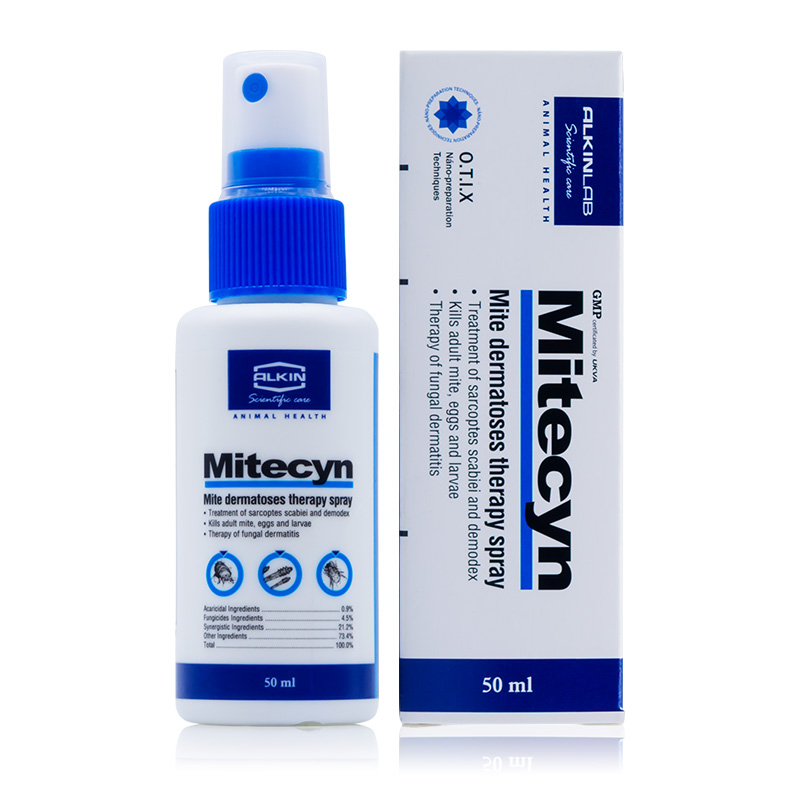 ALKIN
Scientific care
ANIMAL HEALTH
Mitecyn
Mite dermatoses therapy spray
• Treatment of sarcoptes scabiei and demodex
• Kills adult mite, eggs and larvae
• Therapy of fungal dermatitis
Acaricidal Ingredients 0.9%
Fungicides Ingredients 4.5%
Synergistic Ingredients 21.2%
Other Ingredients 73.4%
Total 100.0%
50 ml
ALKINLAB
Scientific care
ANIMAL HEALTH
NANO-PREPARATION TECHNIQUES
O.T.I.X
Náno-preparation
Techniques
GMP certificated by UKVA
Mitecyn
Mite dermatoses therapy spray
• Treatment of sarcoptes scabiei and demodex
• Kills adult mite, eggs and larvae
• Therapy of fungal dermatitis
50 ml